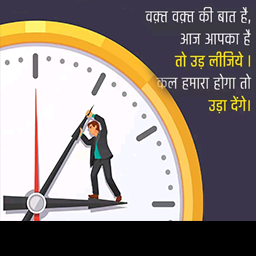 वक़्त वक़्त की बात है,
आज आपका है
तो उड़ लीजिये ।
कल हमारा होगा तो
उड़ा देंगे।